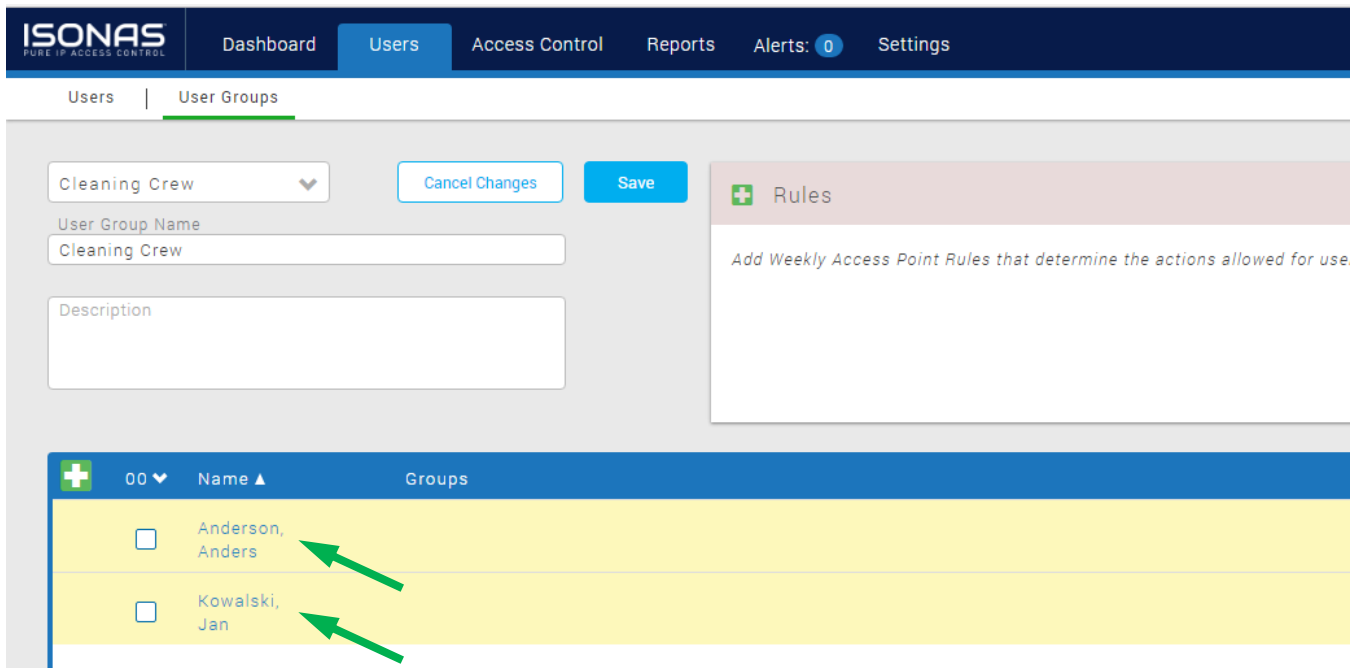 ISONAS
PURE IP ACCESS CONTROL
Dashboard Users Access Control Reports Alerts: 0 Settings
Users | User Groups
Cleaning Crew Cancel Changes Save
User Group Name
Cleaning Crew
Description
Rules
Add Weekly Access Point Rules that determine the actions allowed for use
00 Name Groups
Anderson,
Anders
Kowalski,
Jan